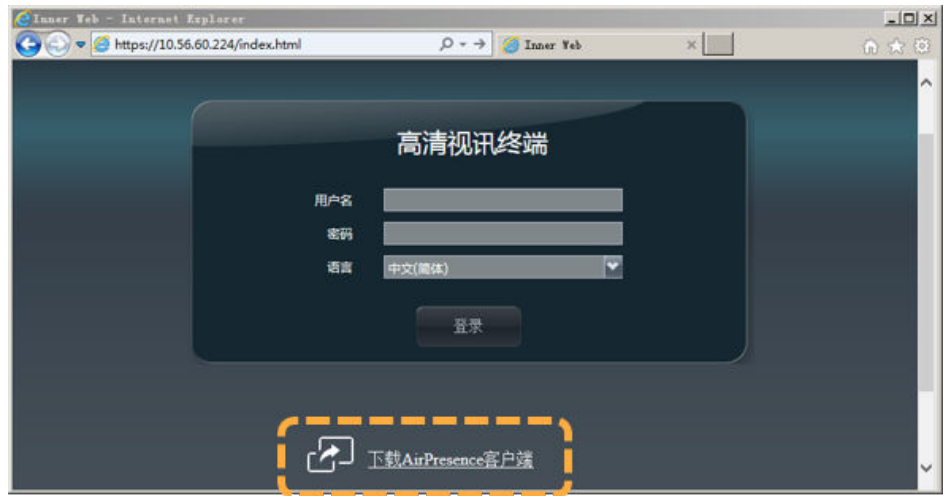 Inner Web - Internet Explorer
https://10.56.60.224/index.html
Inner Web
高清视讯终端
用户名
密码
语言
中文(简体)
登录
下载AirPresence客户端